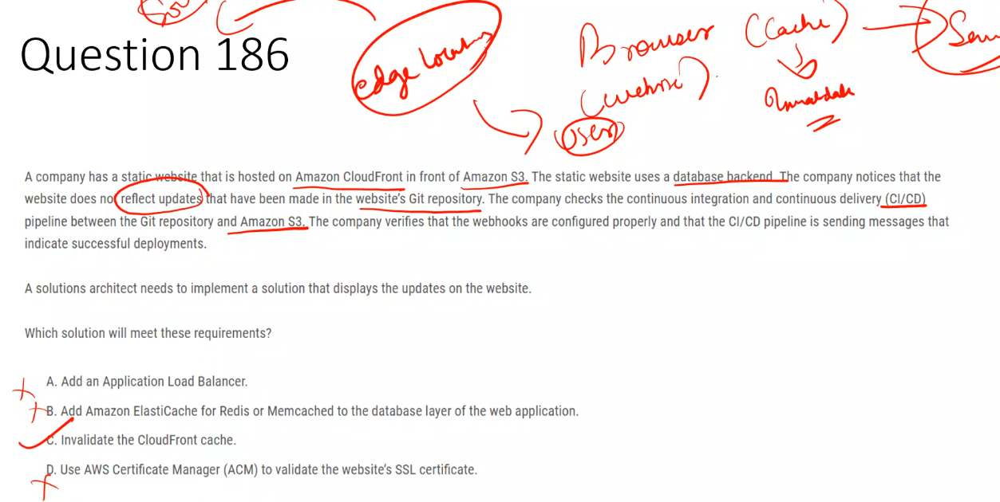 Question 186
edge location
Browser (Cache)
(website)
User
A company has a static website that is hosted on Amazon CloudFront in front of Amazon S3. The static website uses a database backend. The company notices that the
website does not reflect updates that have been made in the website's Git repository. The company checks the continuous integration and continuous delivery (CI/CD)
pipeline between the Git repository and Amazon S3. The company verifies that the webhooks are configured properly and that the CI/CD pipeline is sending messages that
indicate successful deployments.
A solutions architect needs to implement a solution that displays the updates on the website.
Which solution will meet these requirements?
A. Add an Application Load Balancer.
B. Add Amazon ElastiCache for Redis or Memcached to the database layer of the web application.
C. Invalidate the CloudFront cache.
D. Use AWS Certificate Manager (ACM) to validate the website's SSL certificate.